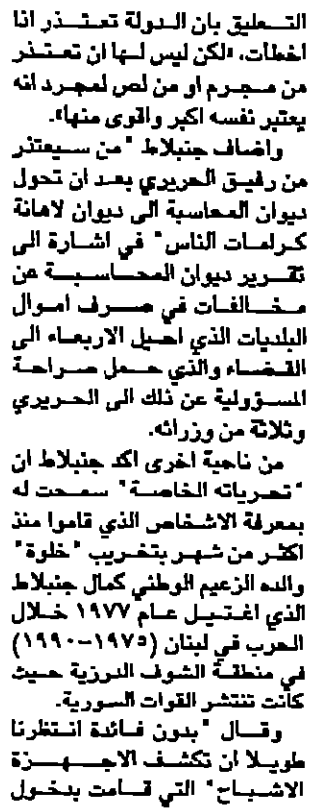 التعليق بان الدولة تعتذر اذا
اخطات، «لكن ليس لها ان تعتذر
من مجرم او من لص لمجرد انه
يعتبر نفسه اكبر واقوى منها».
واضاف جنبلاط "من سيعتذر
من رفيق الحريري بعد ان تحول
ديوان المحاسبة الى ديوان لاهانة
كرامات الناس" في اشارة الى
تقرير ديوان المحاسبة عن
مخالفات في صرف اموال
البلديات الذي احيل الاربعاء الى
القضاء والذي حمل صراحة
المسؤولية عن ذلك الى الحريري
وثلاثة من وزرائه.
من ناحية اخرى اكد جنبلاط ان
"تحرياته الخاصة" سمحت له
بمعرفة الاشخاص الذي قاموا منذ
اكثر من شهر بتخريب "خلوة"
والده الزعيم الوطني كمال جنبلاط
الذي اغتيل عام ١٩٧٧ خلال
الحرب في لبنان (١٩٧٥-١٩٩٠)
في منطقة الشوف الدرزية حيث
كانت تنتشر القوات السورية.
وقال "بدون فائدة انتظرنا
طويلا ان تكشف الاجهزة
الاشباح" التي قامت بدخول